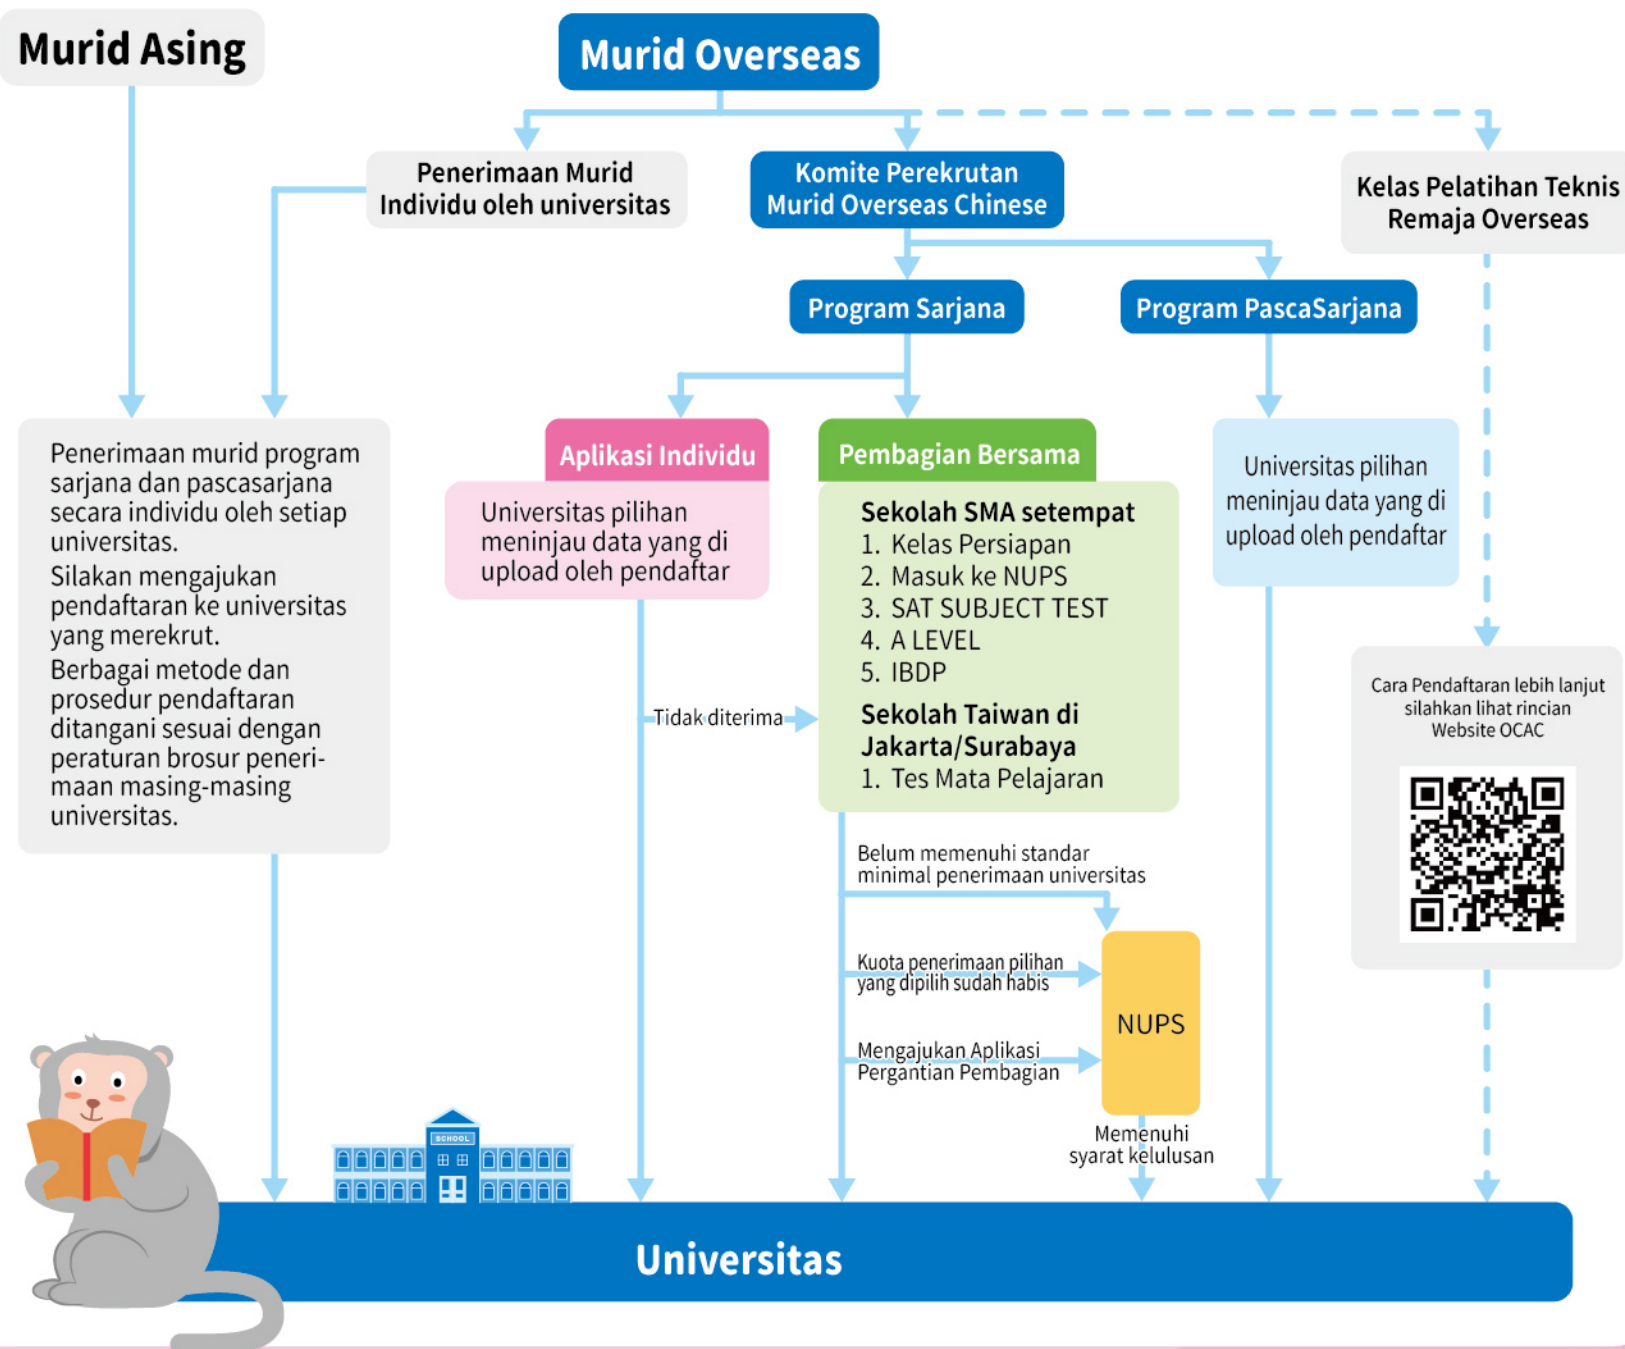 Murid Asing
Murid Overseas
Penerimaan Murid
Individu oleh universitas
Komite Perekrutan
Murid Overseas Chinese
Kelas Pelatihan Teknis
Remaja Overseas
Program Sarjana
Program PascaSarjana
Penerimaan murid program
sarjana dan pascasarjana
secara individu oleh setiap
universitas.
Silakan mengajukan
pendaftaran ke universitas
yang merekrut.
Berbagai metode dan
prosedur pendaftaran
ditangani sesuai dengan
peraturan brosur peneri-
maan masing-masing
universitas.
Aplikasi Individu
Universitas pilihan
meninjau data yang di
upload oleh pendaftar
Tidak diterima
Pembagian Bersama
Sekolah SMA setempat
1. Kelas Persiapan
2. Masuk ke NUPS
3. SAT SUBJECT TEST
4. A LEVEL
5. IBDP
Sekolah Taiwan di
Jakarta/Surabaya
1. Tes Mata Pelajaran
Universitas pilihan
meninjau data yang di
upload oleh pendaftar
Cara Pendaftaran lebih lanjut
silahkan lihat rincian
Website OCAC
Belum memenuhi standar
minimal penerimaan universitas
Kuota penerimaan pilihan
yang dipilih sudah habis
Mengajukan Aplikasi
Pergantian Pembagian
NUPS
Memenuhi
syarat kelulusan
SCHOOL
Universitas